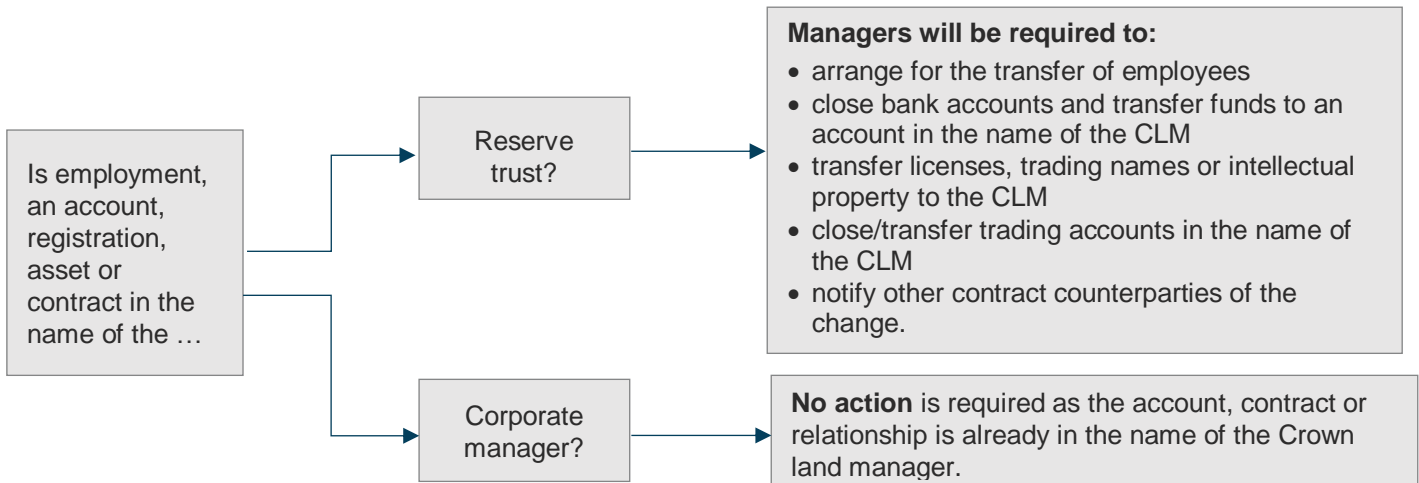 Is employment,
an account,
registration,
asset or
contract in the
name of the …
Reserve
trust?
Managers will be required to:
• arrange for the transfer of employees
• close bank accounts and transfer funds to an
account in the name of the CLM
• transfer licenses, trading names or intellectual
property to the CLM
• close/transfer trading accounts in the name of
the CLM
• notify other contract counterparties of the
change.
Corporate
manager?
No action is required as the account, contract or
relationship is already in the name of the Crown
land manager.